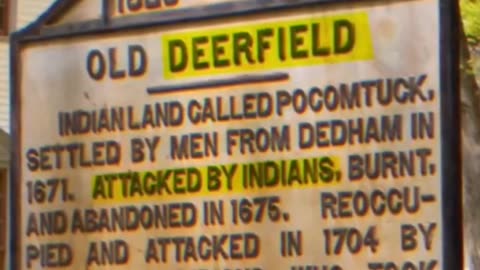 OLD DEERFIELD
INDIAN LAND CALLED POCOMTUCK.
SETTLED BY MEN FROM DEDHAM IN
1671. ATTACKED BY INDIANS, BURNT,
AND ABANDONED IN 1675. REOCCU-
PIED AND ATTACKED IN 1704 BY